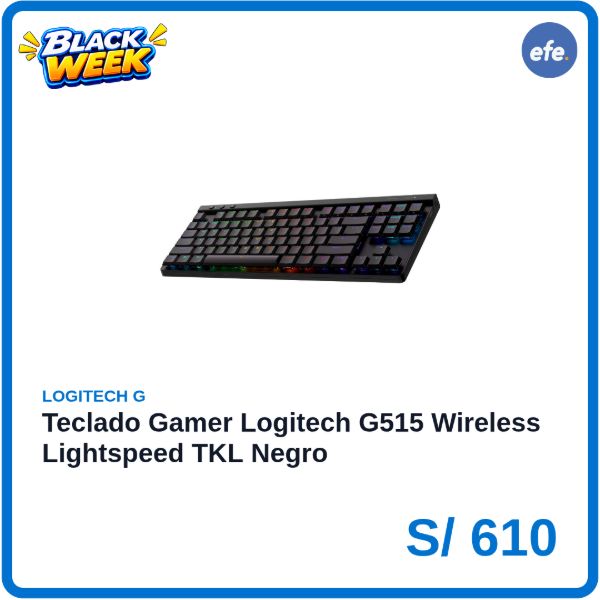 BLACK
WEEK
efe.
LOGITECH G
Teclado Gamer Logitech G515 Wireless
Lightspeed TKL Negro
S/ 610